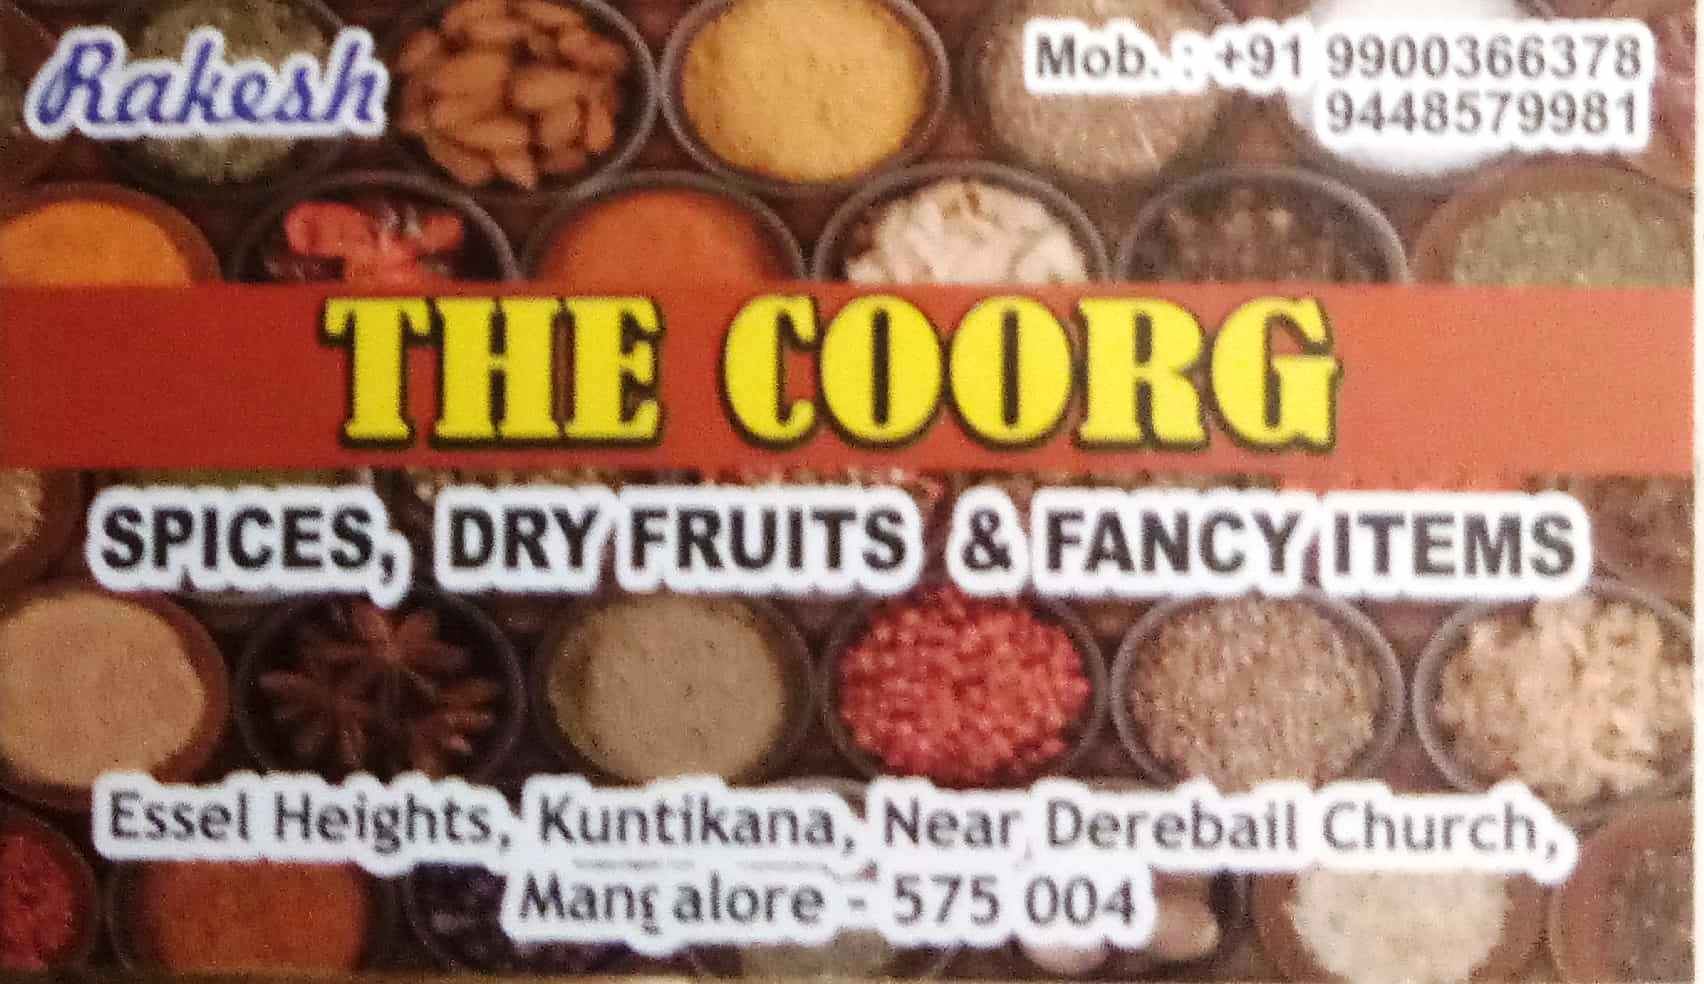 Rakesh
Mob. : +91 9900366378
9448579981
THE COORG
SPICES, DRY FRUITS & FANCY ITEMS
Essel Heights, Kuntikana, Near Derebail Church,
Mangalore - 575 004